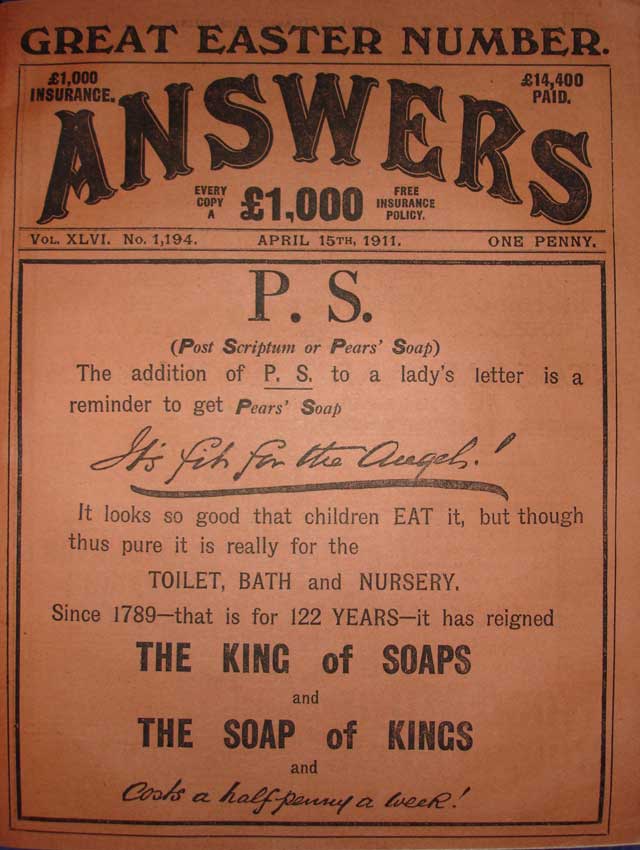 GREAT EASTER NUMBER.
£1,000 INSURANCE.
£14,400 PAID.
ANSWERS
EVERY COPY A £1,000 FREE INSURANCE POLICY.
VOL. XLVI. NO. 1,194. APRIL 15TH, 1911. ONE PENNY.
P. S.
(Post Scriptum or Pears' Soap)
The addition of P. S. to a lady's letter is a
reminder to get Pears' Soap
It's fit for the Angels!
It looks so good that children EAT it, but though
thus pure it is really for the
TOILET, BATH and NURSERY.
Since 1789—that is for 122 YEARS—it has reigned
THE KING of SOAPS
and
THE SOAP of KINGS
and
Costs a half-penny a week!